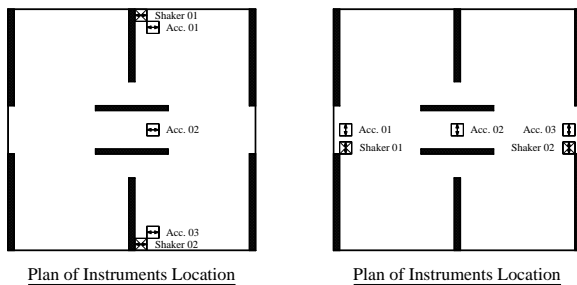 Shaker 01
Acc. 01
Acc. 02
Acc. 03
Shaker 02
Plan of Instruments Location
Acc. 01
Acc. 02
Acc. 03
Shaker 01
Shaker 02
Plan of Instruments Location